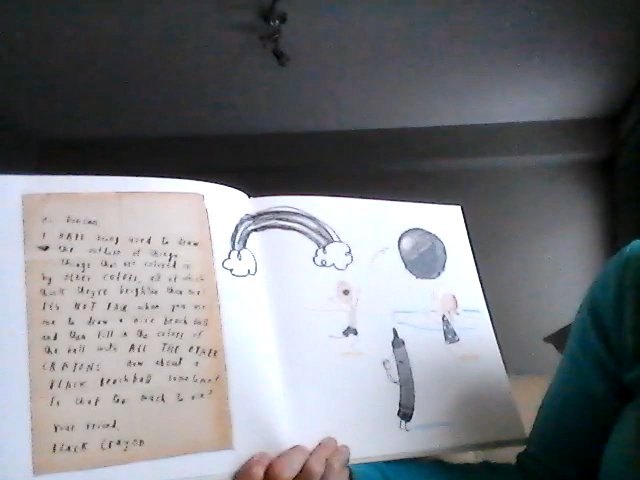 Duncan
I HATE being used to draw
the outline of things
Things that are colored in
by other colors, all of which
think they're brighter than me!
It's NOT FAIR when you use
me to draw a nice beach ball
and then fill in the colors of
the ball with ALL THE OTHER
CRAYONS. How about a
BLACK beach ball sometime?
Is that too much to ask?
Your friend,
Black Crayon